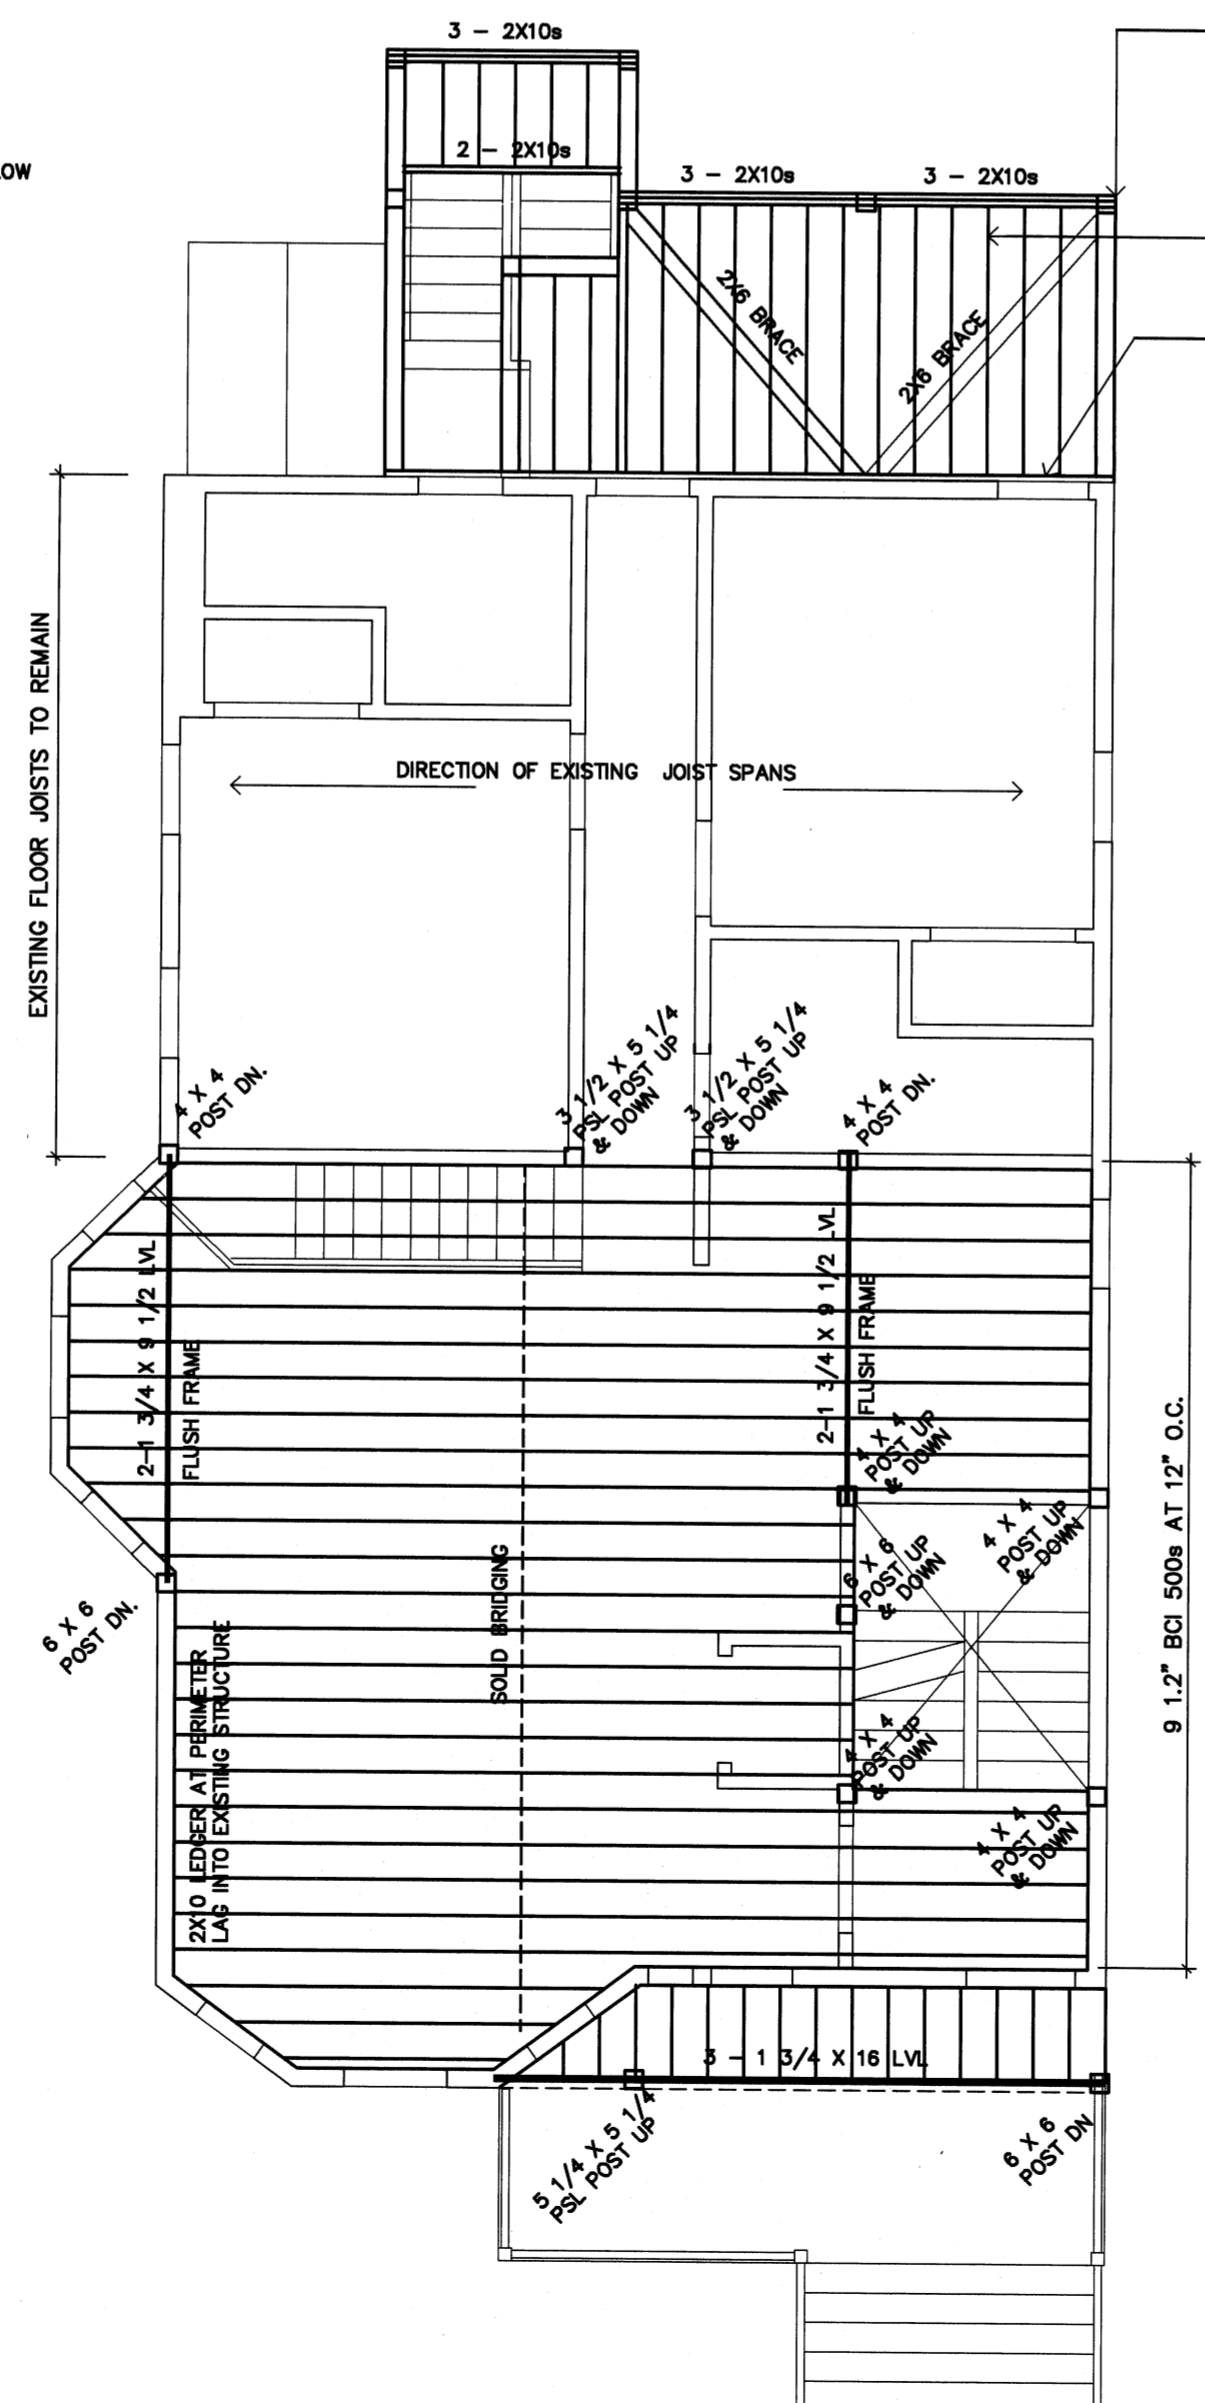 3 - 2X10s
OW
2 - 2X10s
3 - 2X10s
3 - 2X10s
2X6 BRACE
2X6 BRACE
EXISTING FLOOR JOISTS TO REMAIN
DIRECTION OF EXISTING JOIST SPANS
4 X 4
POST DN.
3 1/2 X 5 1/4
PSL POST UP
& DOWN
3 1/2 X 5 1/4
PSL POST UP
& DOWN
4 X 4
POST DN.
2-1 3/4 X 9 1/2 LVL
FLUSH FRAME
2-1 3/4 X 9 1/2 LVL
FLUSH FRAME
4 X 4
POST UP
& DOWN
4 X 4
POST UP
& DOWN
6 X 6
POST UP
& DOWN
9 1.2" BCI 500s AT 12" O.C.
SOLID BRIDGING
6 X 6
POST DN.
2X10 LEDGER AT PERIMETER
LAG INTO EXISTING STRUCTURE
4 X 4
POST UP
& DOWN
4 X 4
POST UP
& DOWN
3 - 1 3/4 X 16 LVL
5 1/4 X 5 1/4
PSL POST UP
6 X 6
POST DN